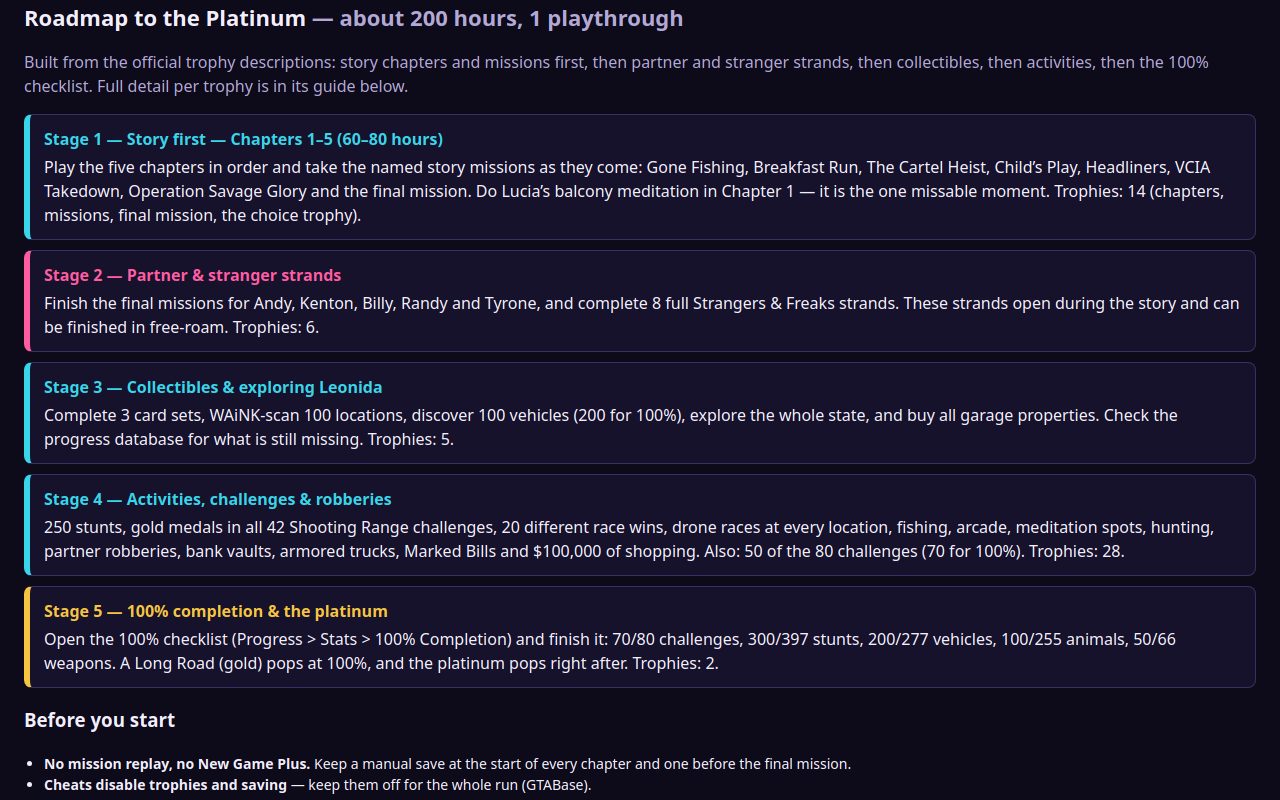 Roadmap to the Platinum — about 200 hours, 1 playthrough
Built from the official trophy descriptions: story chapters and missions first, then partner and stranger strands, then collectibles, then activities, then the 100%
checklist. Full detail per trophy is in its guide below.
Stage 1 — Story first — Chapters 1–5 (60–80 hours)
Play the five chapters in order and take the named story missions as they come: Gone Fishing, Breakfast Run, The Cartel Heist, Child’s Play, Headliners, VCIA
Takedown, Operation Savage Glory and the final mission. Do Lucia’s balcony meditation in Chapter 1 — it is the one missable moment. Trophies: 14 (chapters,
missions, final mission, the choice trophy).
Stage 2 — Partner & stranger strands
Finish the final missions for Andy, Kenton, Billy, Randy and Tyrone, and complete 8 full Strangers & Freaks strands. These strands open during the story and can
be finished in free-roam. Trophies: 6.
Stage 3 — Collectibles & exploring Leonida
Complete 3 card sets, WAiNK-scan 100 locations, discover 100 vehicles (200 for 100%), explore the whole state, and buy all garage properties. Check the
progress database for what is still missing. Trophies: 5.
Stage 4 — Activities, challenges & robberies
250 stunts, gold medals in all 42 Shooting Range challenges, 20 different race wins, drone races at every location, fishing, arcade, meditation spots, hunting,
partner robberies, bank vaults, armored trucks, Marked Bills and $100,000 of shopping. Also: 50 of the 80 challenges (70 for 100%). Trophies: 28.
Stage 5 — 100% completion & the platinum
Open the 100% checklist (Progress > Stats > 100% Completion) and finish it: 70/80 challenges, 300/397 stunts, 200/277 vehicles, 100/255 animals, 50/66
weapons. A Long Road (gold) pops at 100%, and the platinum pops right after. Trophies: 2.
Before you start
• No mission replay, no New Game Plus. Keep a manual save at the start of every chapter and one before the final mission.
• Cheats disable trophies and saving — keep them off for the whole run (GTABase).